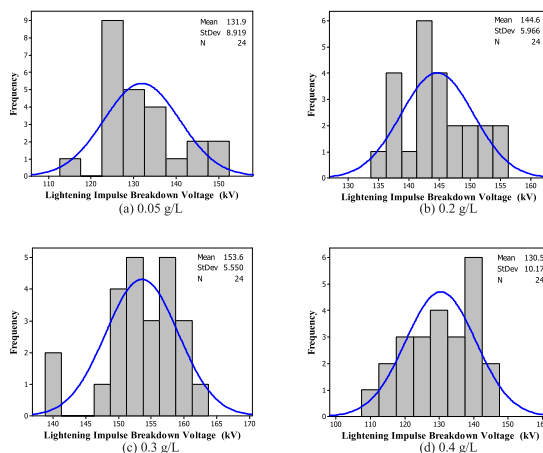 Mean 131.9
StDev 8.919
N 24
Frequency
9
8
7
6
5
4
3
2
1
0
110 120 130 140 150
Lightening Impulse Breakdown Voltage (kV)
(a) 0.05 g/L
Mean 144.6
StDev 5.966
N 24
Frequency
6
5
4
3
2
1
0
130 135 140 145 150 155 160
Lightening Impulse Breakdown Voltage (kV)
(b) 0.2 g/L
Mean 153.6
StDev 5.550
N 24
Frequency
5
4
3
2
1
0
140 145 150 155 160 165 170
Lightening Impulse Breakdown Voltage (kV)
(c) 0.3 g/L
Mean 130.5
StDev 10.17
N 24
Frequency
6
5
4
3
2
1
0
100 110 120 130 140 150
Lightening Impulse Breakdown Voltage (kV)
(d) 0.4 g/L